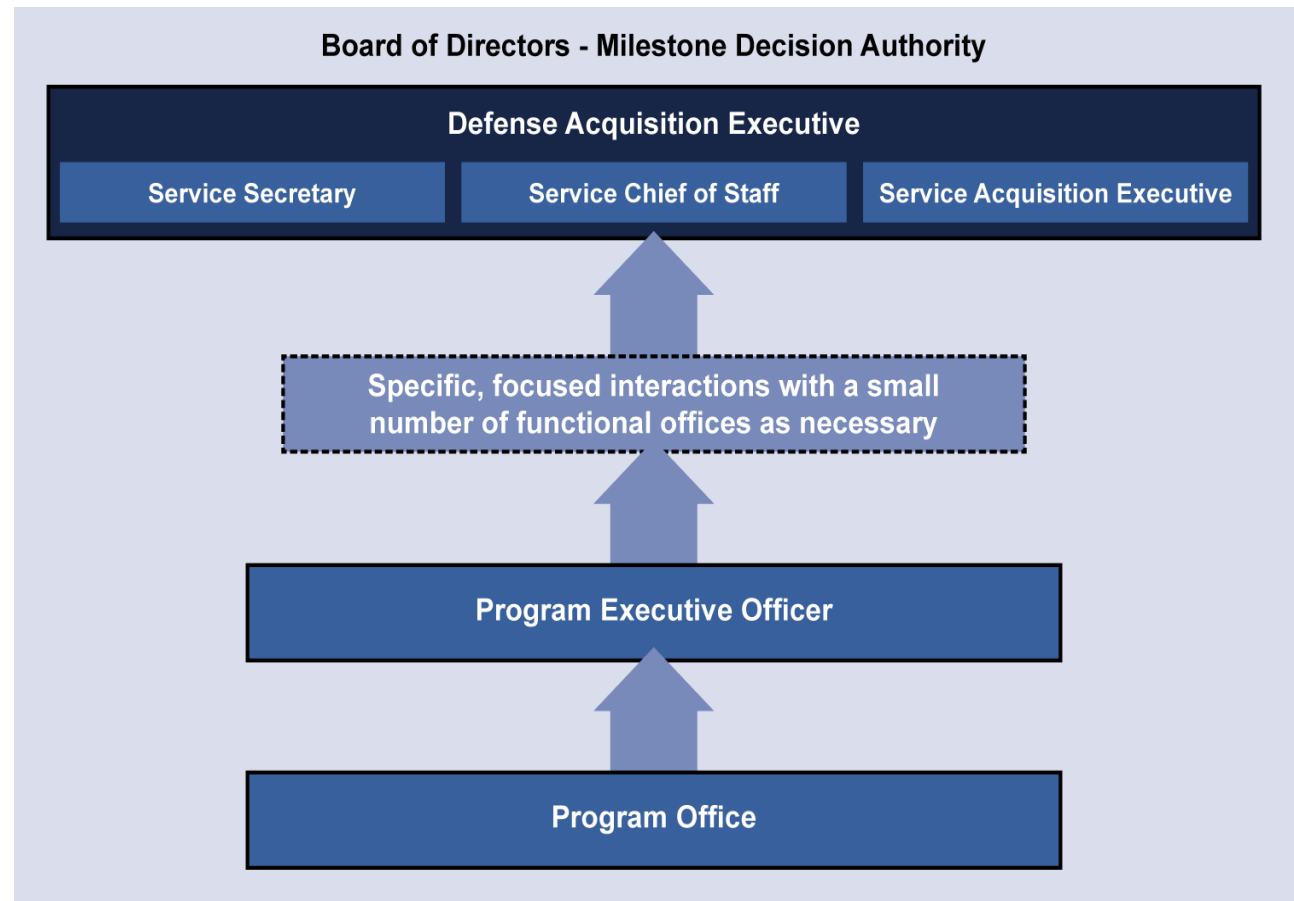 Board of Directors - Milestone Decision Authority
Defense Acquisition Executive
Service Secretary
Service Chief of Staff
Service Acquisition Executive
Specific, focused interactions with a small
number of functional offices as necessary
Program Executive Officer
Program Office